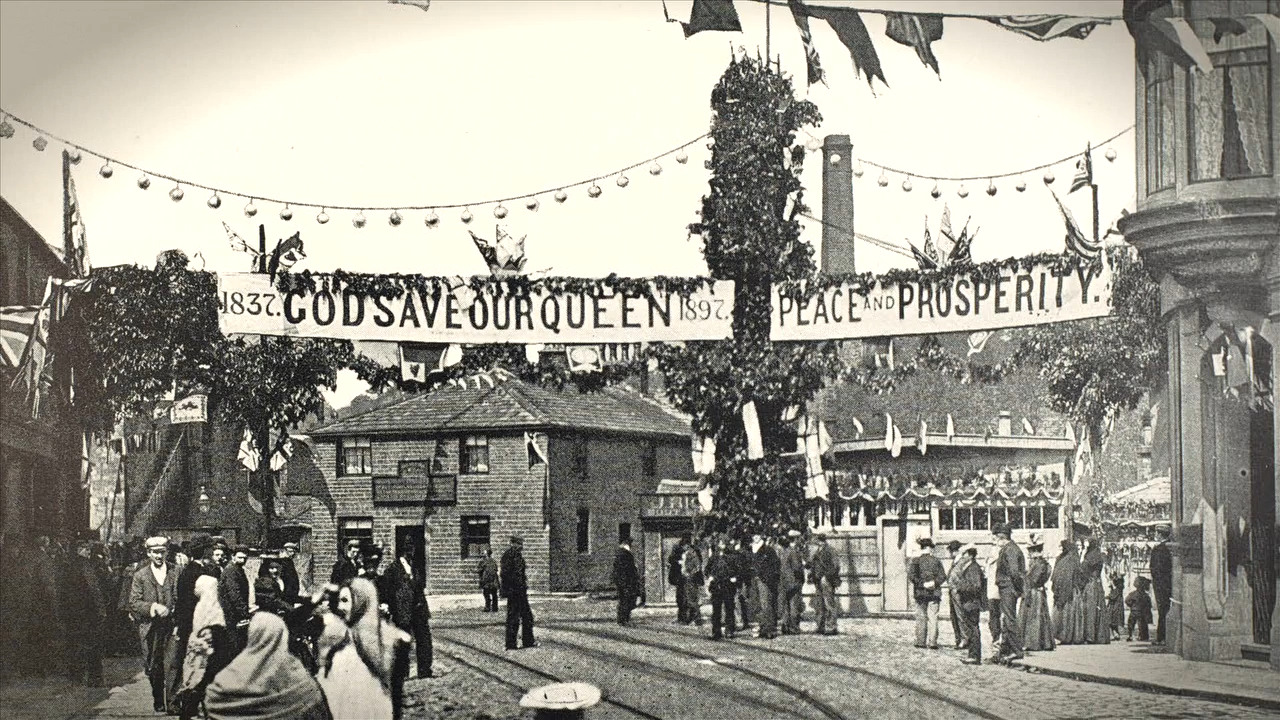 1837. GOD SAVE OUR QUEEN 1897.
PEACE AND PROSPERITY.